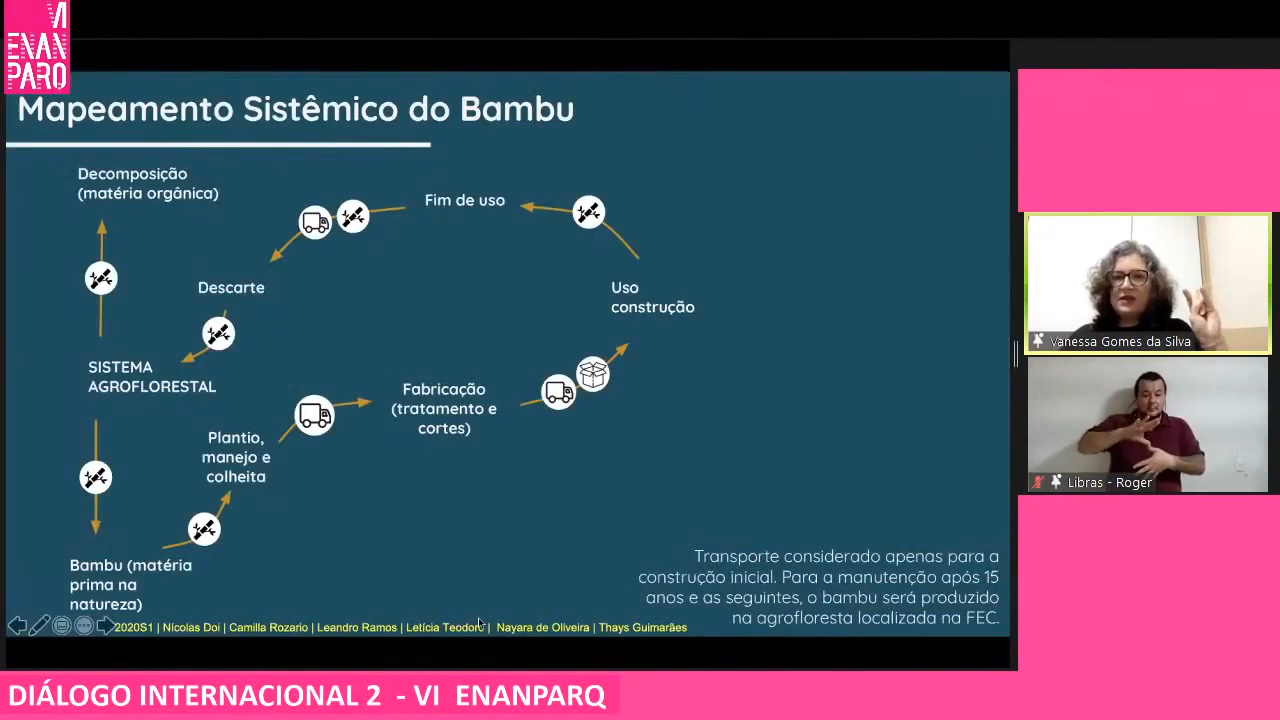 VI
ENAN
PARQ
Mapeamento Sistêmico do Bambu
Decomposição
(matéria orgânica)
Fim de uso
Descarte
Uso
construção
SISTEMA
AGROFLORESTAL
Fabricação
(tratamento e
cortes)
Plantio,
manejo e
colheita
Bambu (matéria
prima na
natureza)
Transporte considerado apenas para a
construção inicial. Para a manutenção após 15
anos e as seguintes, o bambu será produzido
na agrofloresta localizada na FEC.
2020S1 | Nícolas Doi | Camilla Rozario | Leandro Ramos | Letícia Teodoro | Nayara de Oliveira | Thays Guimarães
Vanessa Gomes da Silva
Libras - Roger
DIÁLOGO INTERNACIONAL 2 - VI ENANPARQ